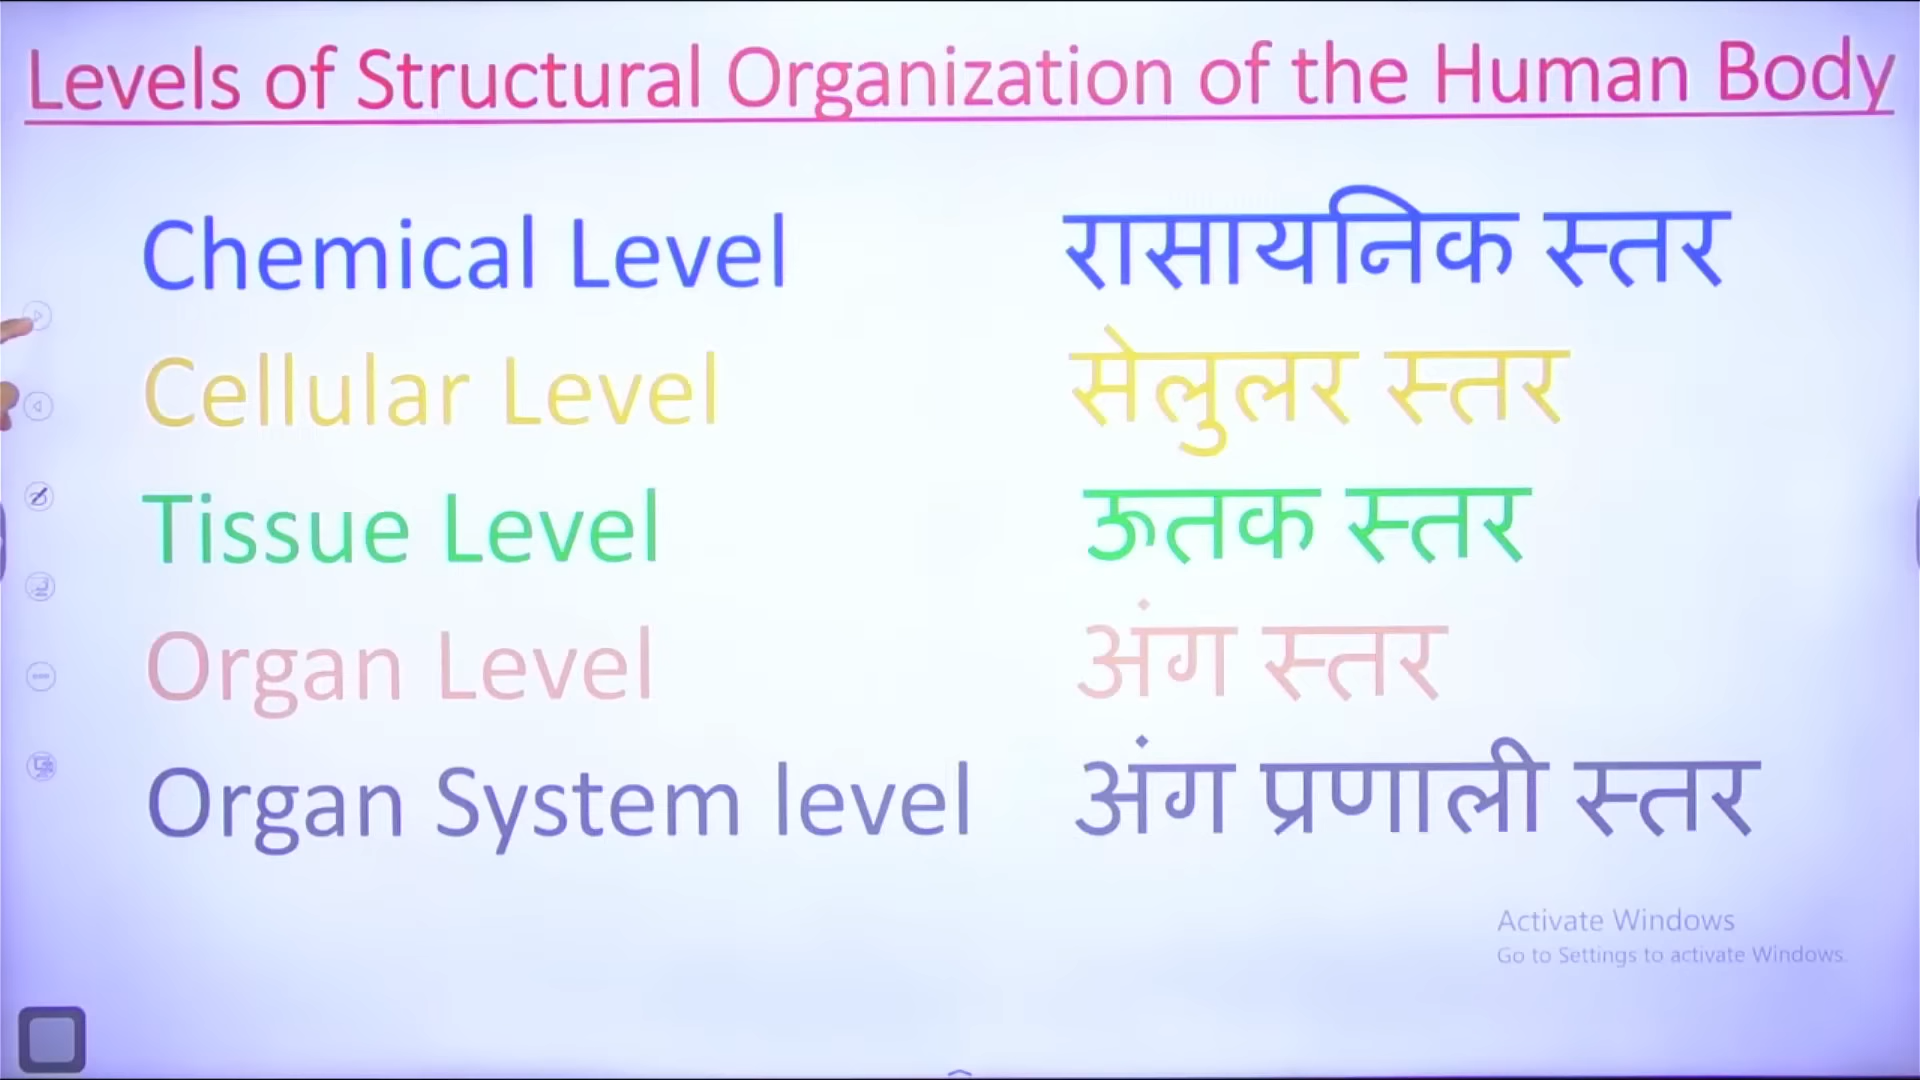 Levels of Structural Organization of the Human Body
Chemical Level रासायनिक स्तर
Cellular Level सेलुलर स्तर
Tissue Level ऊतक स्तर
Organ Level अंग स्तर
Organ System level अंग प्रणाली स्तर
Activate Windows
Go to Settings to activate Windows.